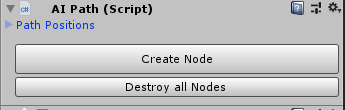 AI Path (Script)
Path Positions
Create Node
Destroy all Nodes